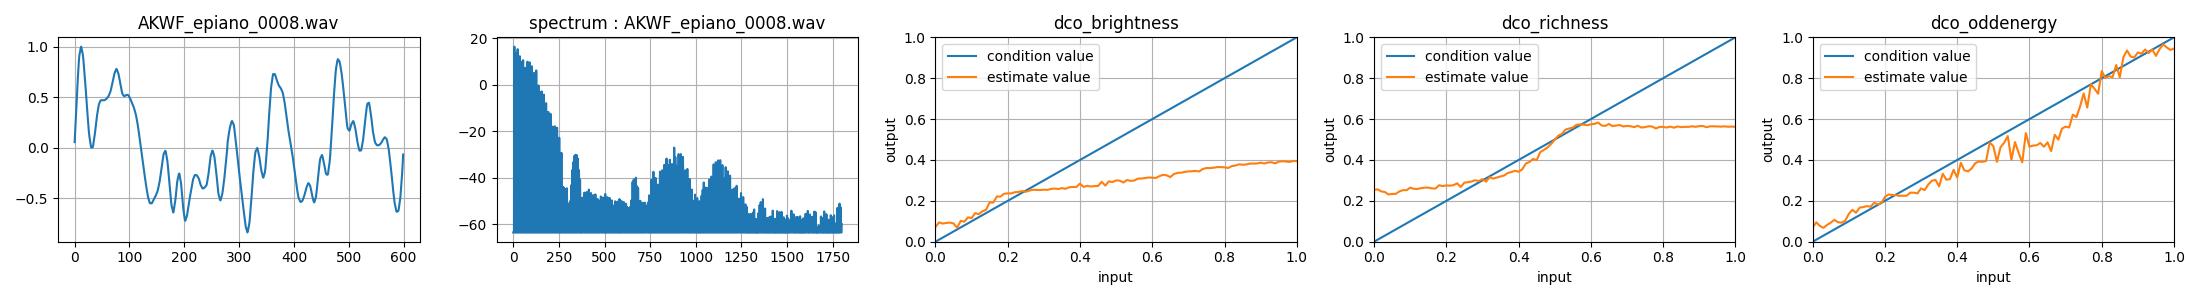 AKWF_epiano_0008.wav
1.0
0.5
0.0
−0.5
0 100 200 300 400 500 600
spectrum : AKWF_epiano_0008.wav
20
0
−20
−40
−60
0 250 500 750 1000 1250 1500 1750
dco_brightness
condition value
estimate value
output
1.0
0.8
0.6
0.4
0.2
0.0
0.0 0.2 0.4 0.6 0.8 1.0
input
dco_richness
condition value
estimate value
output
1.0
0.8
0.6
0.4
0.2
0.0
0.0 0.2 0.4 0.6 0.8 1.0
input
dco_oddenergy
condition value
estimate value
output
1.0
0.8
0.6
0.4
0.2
0.0
0.0 0.2 0.4 0.6 0.8 1.0
input